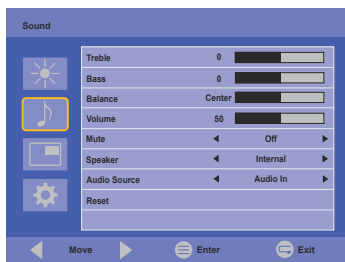 Sound
Treble 0
Bass 0
Balance Center
Volume 50
Mute Off
Speaker Internal
Audio Source Audio In
Reset
Move Enter Exit